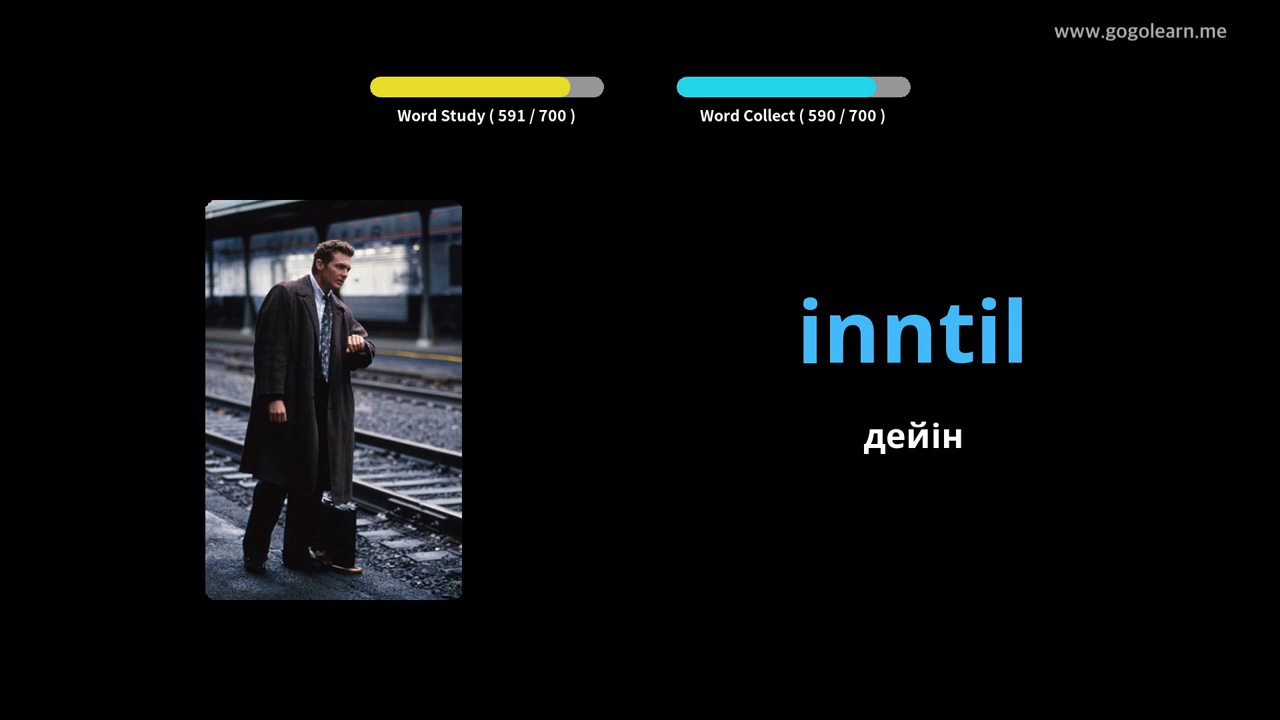 www.gogolearn.me
Word Study ( 591 / 700 )
Word Collect ( 590 / 700 )
inntil
дейін